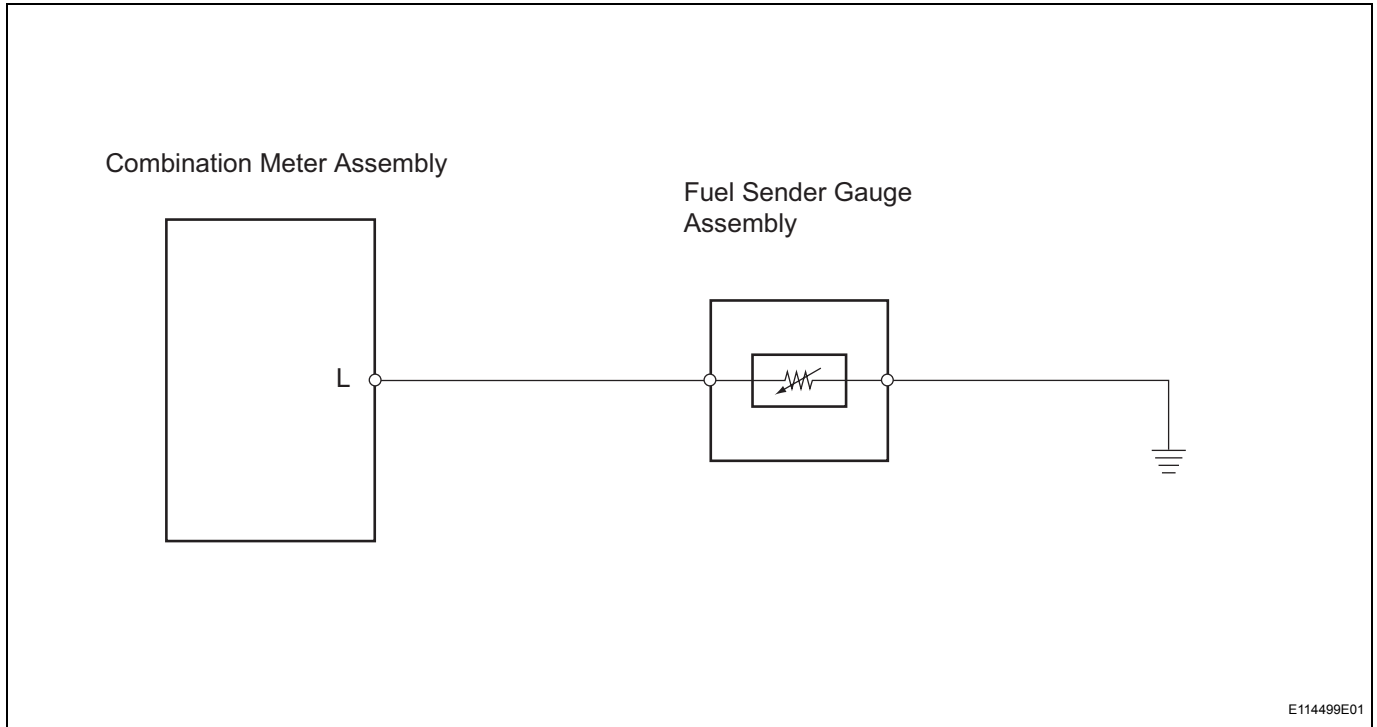 Combination Meter Assembly
Fuel Sender Gauge
Assembly
L
E114499E01